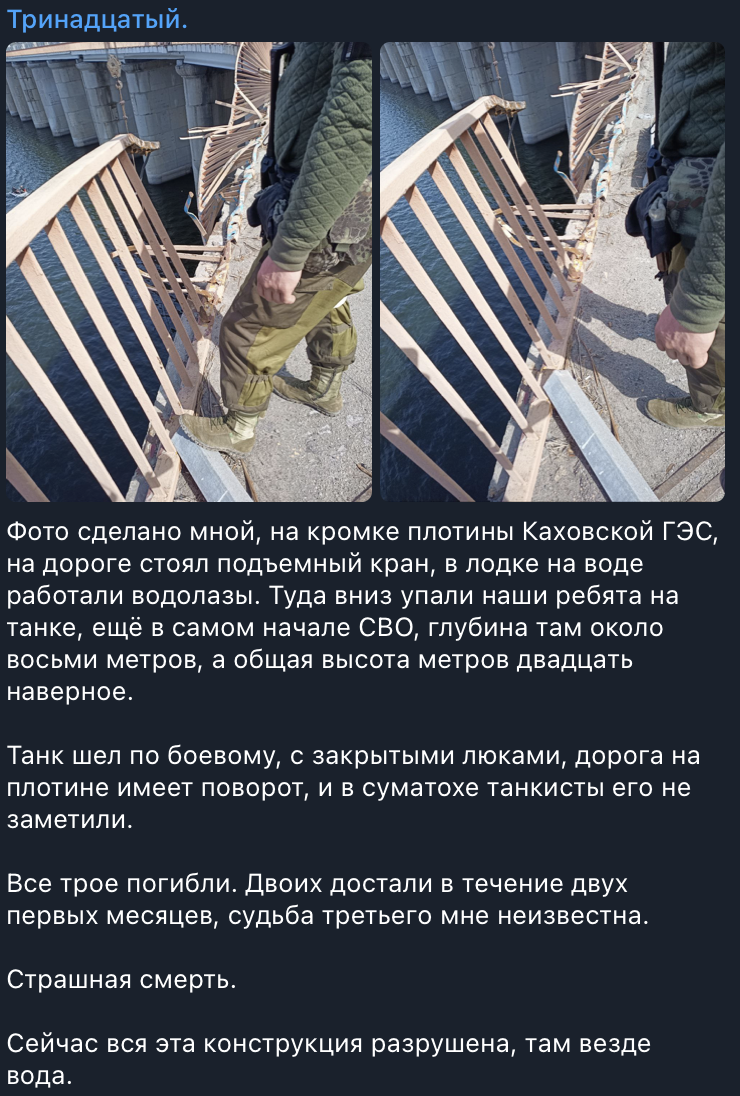 Тринадцатый.
Фото сделано мной, на кромке плотины Каховской ГЭС,
на дороге стоял подъемный кран, в лодке на воде
работали водолазы. Туда вниз упали наши ребята на
танке, ещё в самом начале СВО, глубина там около
восьми метров, а общая высота метров двадцать
наверное.
Танк шел по боевому, с закрытыми люками, дорога на
плотине имеет поворот, и в суматохе танкисты его не
заметили.
Все трое погибли. Двоих достали в течение двух
первых месяцев, судьба третьего мне неизвестна.
Страшная смерть.
Сейчас вся эта конструкция разрушена, там везде
вода.